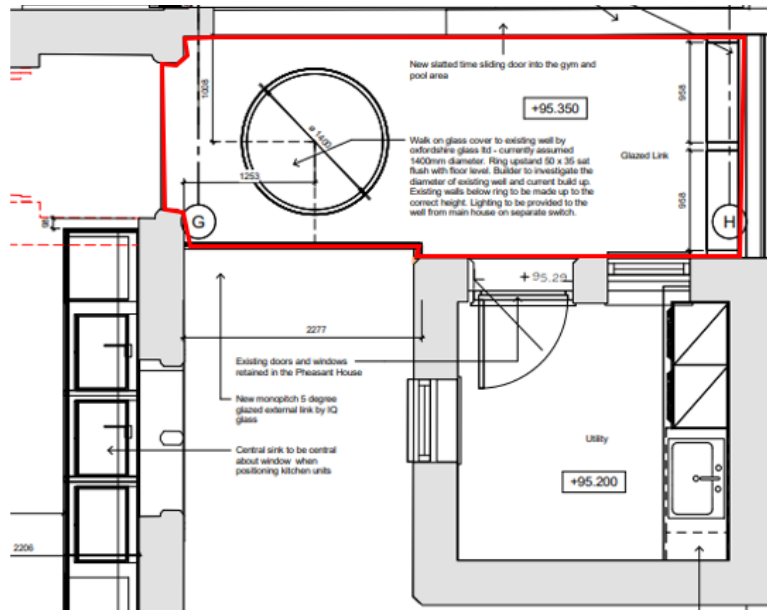 New slatted time sliding door into the gym and
pool area
+95.350
1008
ø 1400
958
Walk on glass cover to existing well by
oxfordshire glass ltd - currently assumed
1400mm diameter. Ring upstand 50 x 35 sat
flush with floor level. Builder to investigate the
diameter of existing well and current build up.
Existing walls below ring to be made up to the
correct height. Lighting to be provided to the
well from main house on separate switch.
Glazed Link
1253
958
G
H
98
+95.29
2277
Existing doors and windows
retained in the Pheasant House
New monopitch 5 degree
glazed external link by IQ
glass
Central sink to be central
about window when
positioning kitchen units
Utility
+95.200
2206